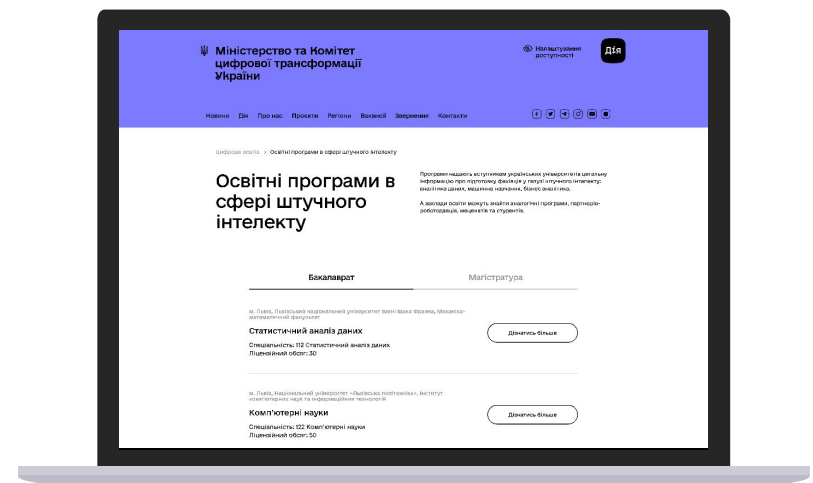 Міністерство та Комітет
цифрової трансформації
України
Налаштування
доступності
Дія
Новини Дія Про нас Проєкти Регіони Вакансії Звернення Контакти
Цифрова освіта > Освітні програми в сфері штучного інтелекту
Освітні програми в
сфері штучного
інтелекту
Програми надають вступникам українських університетів детальну
інформацію про підготовку фахівців у галузі штучного інтелекту:
аналітика даних, машинне навчання, бізнес аналітика.
А заклади освіти можуть знайти аналогічні програми, партнерів-
роботодавців, меценатів та студентів.
Бакалаврат Магістратура
м. Львів, Львівський національний університет імені Івана Франка, Механіко-
математичний факультет
Статистичний аналіз даних
Дізнатись більше
Спеціальність: 112 Статистичний аналіз даних
Ліцензійний обсяг: 30
м. Львів, Національний університет «Львівська політехніка», Інститут
комп'ютерних наук та інформаційних технологій
Комп'ютерні науки
Дізнатись більше
Спеціальність: 122 Комп'ютерні науки
Ліцензійний обсяг: 50